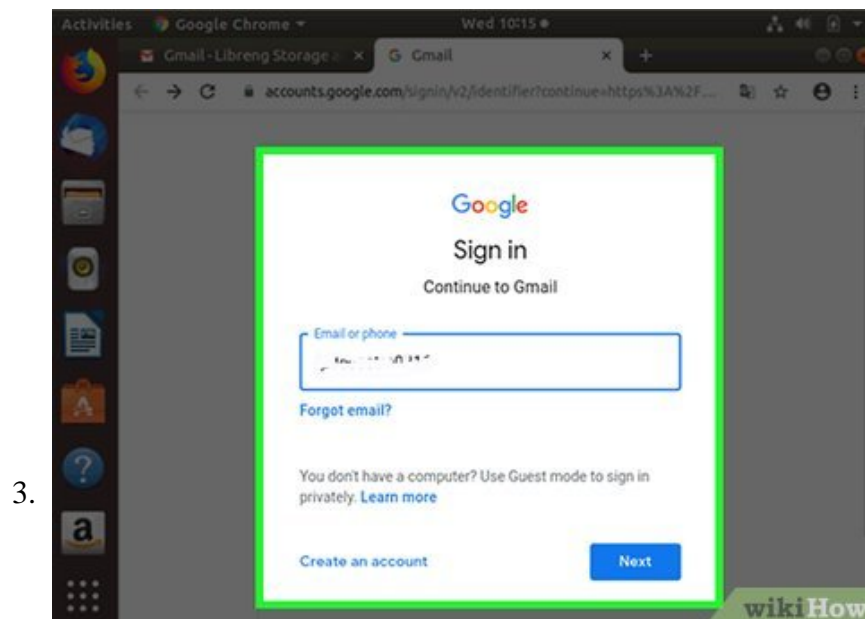 Activities Google Chrome Wed 10:15
Gmail - Libreng Storage a Gmail
accounts.google.com/signin/v2/identifier?continue=https%3A%2F...
Google
Sign in
Continue to Gmail
Email or phone
Forgot email?
You don't have a computer? Use Guest mode to sign in
privately. Learn more
3.
Create an account Next
wikiHow